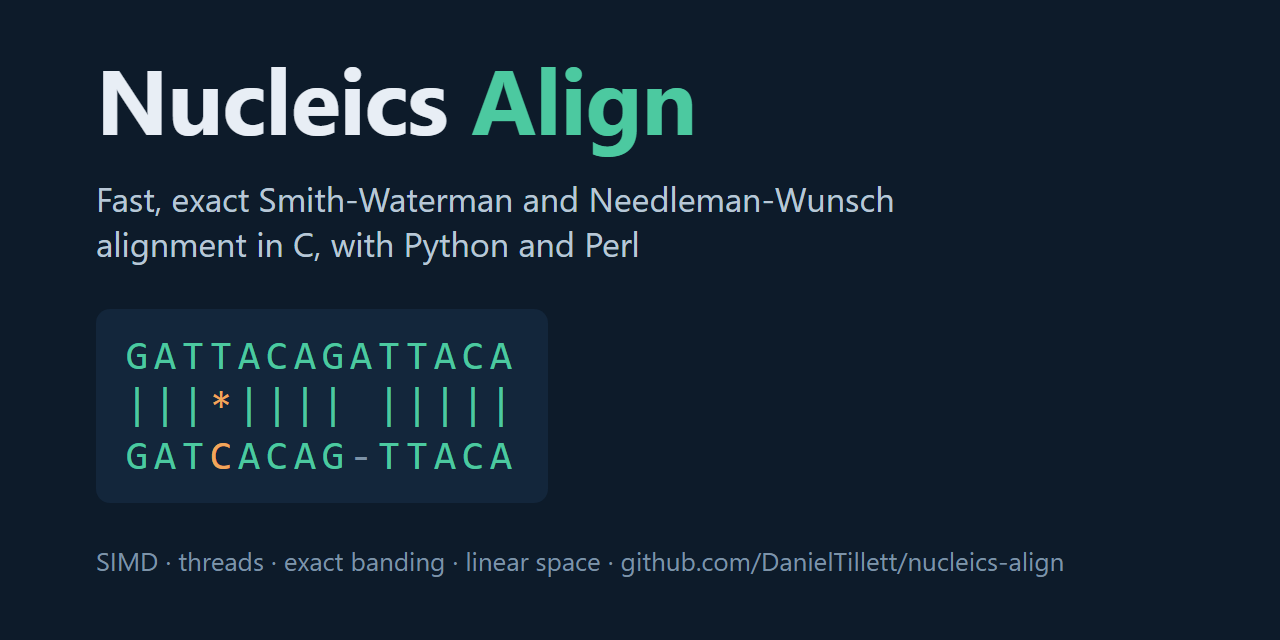 Nucleics Align
Fast, exact Smith-Waterman and Needleman-Wunsch
alignment in C, with Python and Perl
GATTACAGATTACA
|||*|||| |||||
GATCACAG-TTACA
SIMD · threads · exact banding · linear space · github.com/DanielTillett/nucleics-align